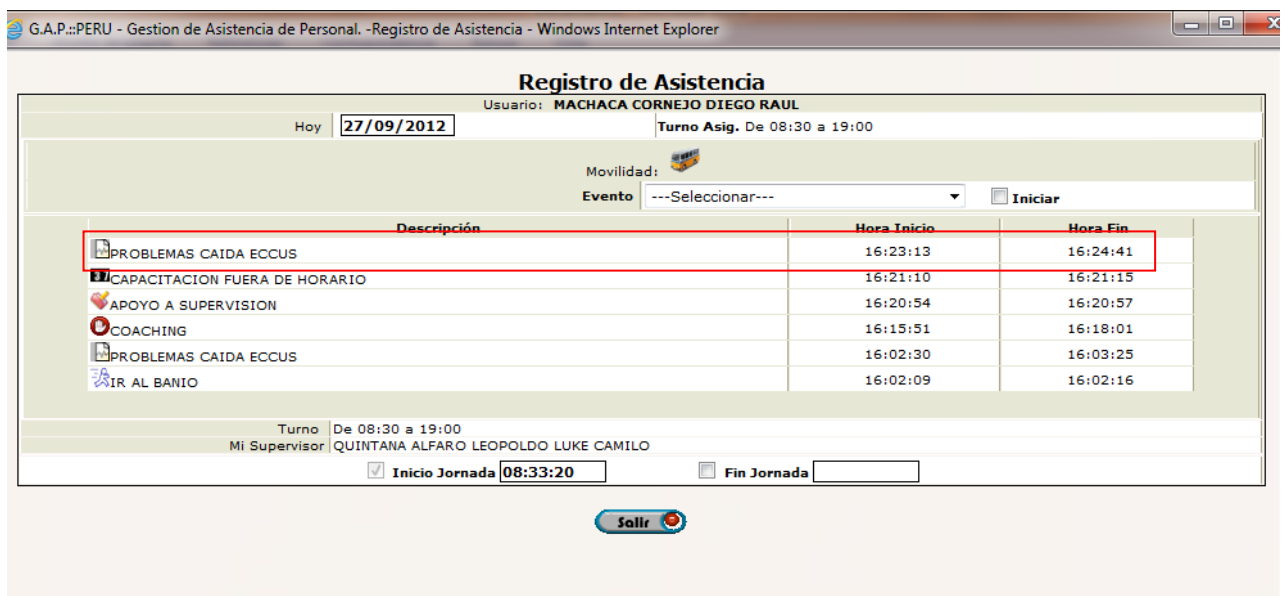 G.A.P.::PERU - Gestion de Asistencia de Personal. -Registro de Asistencia - Windows Internet Explorer
Registro de Asistencia
Usuario: MACHACA CORNEJO DIEGO RAUL
Hoy 27/09/2012 Turno Asig. De 08:30 a 19:00
Movilidad:
Evento ---Seleccionar--- Iniciar
Descripción Hora Inicio Hora Fin
PROBLEMAS CAIDA ECCUS 16:23:13 16:24:41
CAPACITACION FUERA DE HORARIO 16:21:10 16:21:15
APOYO A SUPERVISION 16:20:54 16:20:57
COACHING 16:15:51 16:18:01
PROBLEMAS CAIDA ECCUS 16:02:30 16:03:25
IR AL BANIO 16:02:09 16:02:16
Turno De 08:30 a 19:00
Mi Supervisor QUINTANA ALFARO LEOPOLDO LUKE CAMILO
Inicio Jornada 08:33:20 Fin Jornada
Salir